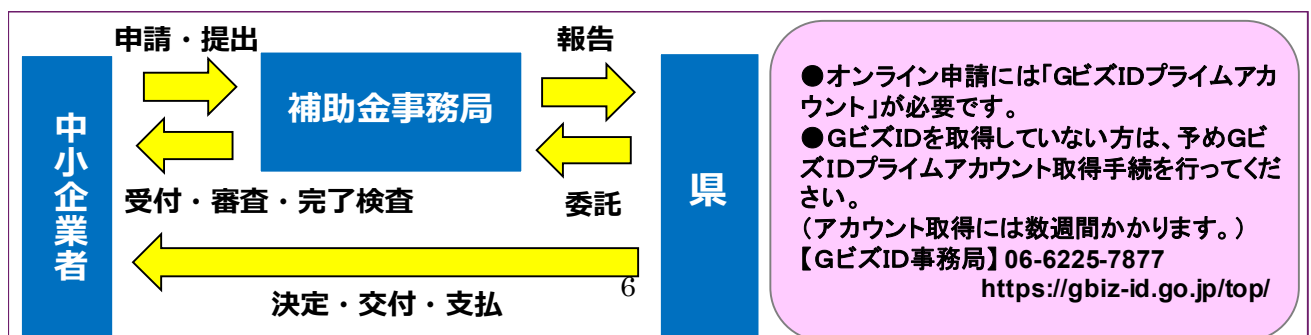 申請・提出
報告
補助金事務局
中小企業者
県
受付・審査・完了検査
委託
6
決定・交付・支払
●オンライン申請には「GビズIDプライムアカ
ウント」が必要です。
●GビズIDを取得していない方は、予めGビ
ズIDプライムアカウント取得手続を行ってくだ
さい。
(アカウント取得には数週間かかります。)
【GビズID事務局】06-6225-7877
https://gbiz-id.go.jp/top/